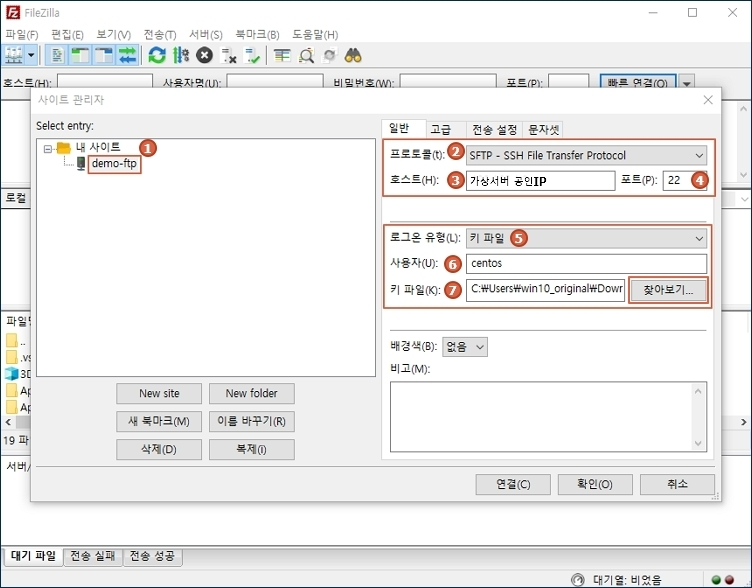 FileZilla
파일(F) 편집(E) 보기(V) 전송(T) 서버(S) 북마크(B) 도움말(H)
호스트(H): 사용자명(U): 비밀번호(W): 포트(P): 빠른 연결(Q)
사이트 관리자
Select entry:
내 사이트 1
demo-ftp
일반 고급 전송 설정 문자셋
프로토콜(t): 2 SFTP - SSH File Transfer Protocol
호스트(H): 3 가상서버 공인IP 포트(P): 22 4
로그온 유형(L): 키 파일 5
사용자(U): 6 centos
키 파일(K): 7 C:₩Users₩win10_original₩Dowr 찾아보기...
배경색(B): 없음
비고(M):
New site New folder
새 북마크(M) 이름 바꾸기(R)
삭제(D) 복제(I)
연결(C) 확인(O) 취소
로컬
파일명
..
.vs
3D
Ap
Ap
19 파
서버/
대기 파일 전송 실패 전송 성공
대기열: 비었음